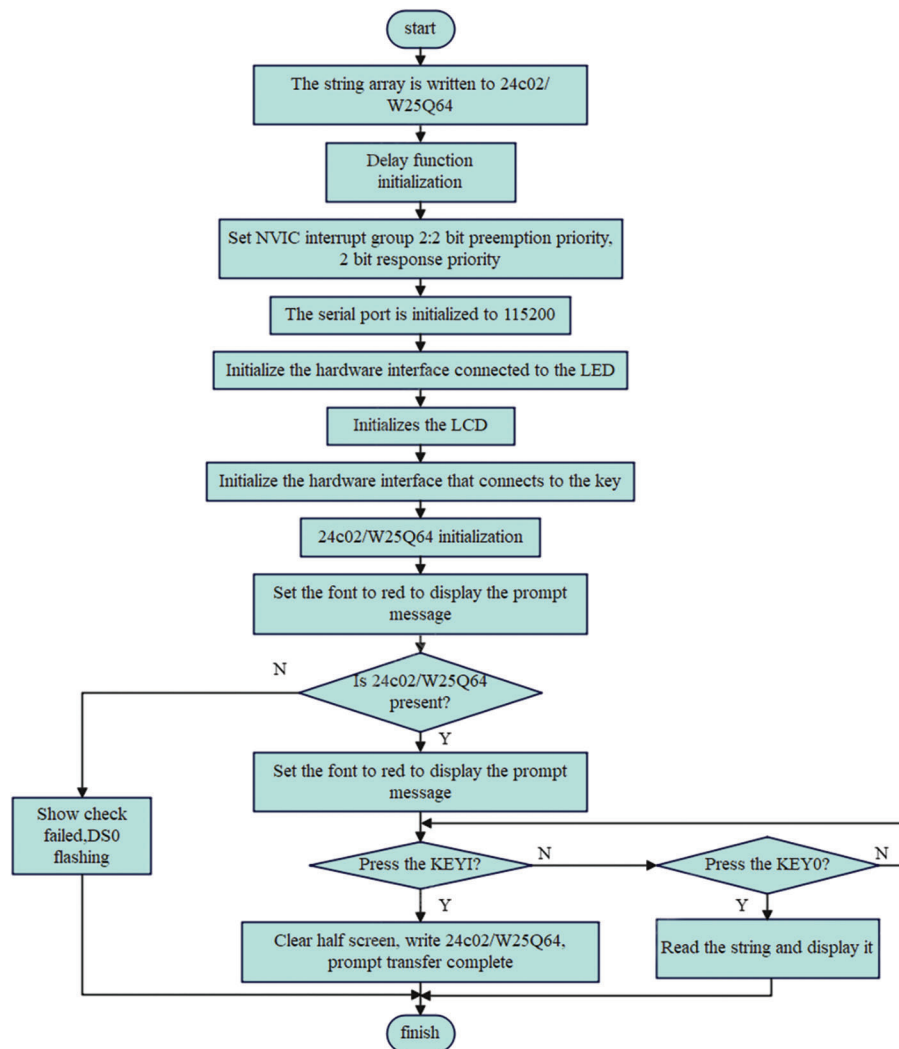 start
The string array is written to 24c02/
W25Q64
Delay function
initialization
Set NVIC interrupt group 2:2 bit preemption priority,
2 bit response priority
The serial port is initialized to 115200
Initialize the hardware interface connected to the LED
Initializes the LCD
Initialize the hardware interface that connects to the key
24c02/W25Q64 initialization
Set the font to red to display the prompt
message
N
Is 24c02/W25Q64
present?
Y
Set the font to red to display the prompt
message
Show check
failed,DS0
flashing
Press the KEYI?
N
Press the KEY0?
N
Y
Y
Clear half screen, write 24c02/W25Q64,
prompt transfer complete
Read the string and display it
finish